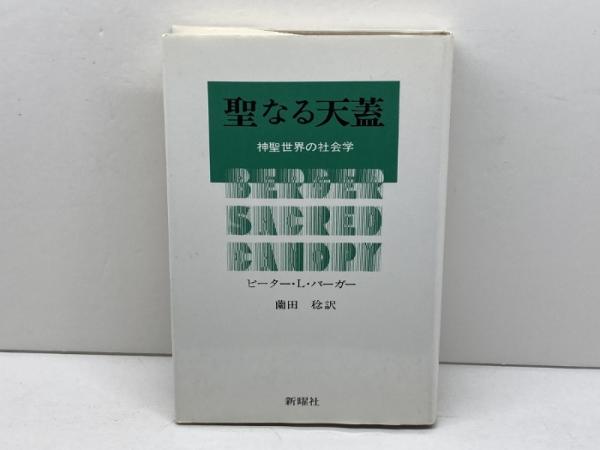 聖なる天蓋
神聖世界の社会学
BERGER
SACRED
CANOPY
ピーター・L・バーガー
薗田 稔訳
新曜社